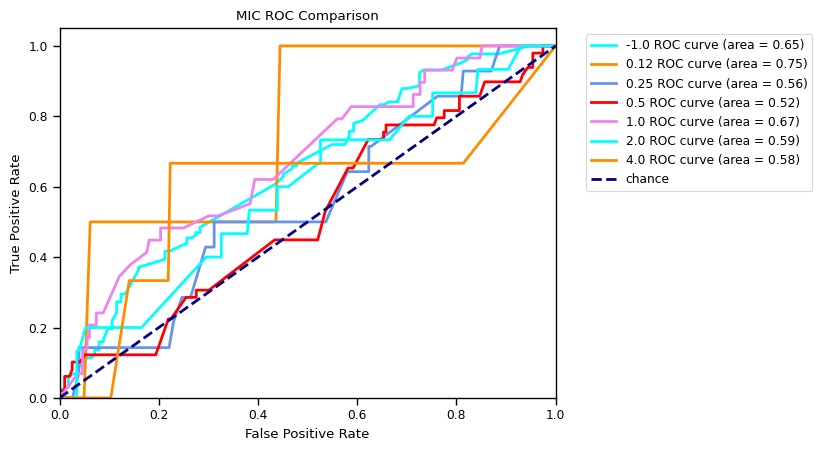 MIC ROC Comparison
True Positive Rate
1.0
0.8
0.6
0.4
0.2
0.0
0.0 0.2 0.4 0.6 0.8 1.0
False Positive Rate
-1.0 ROC curve (area = 0.65)
0.12 ROC curve (area = 0.75)
0.25 ROC curve (area = 0.56)
0.5 ROC curve (area = 0.52)
1.0 ROC curve (area = 0.67)
2.0 ROC curve (area = 0.59)
4.0 ROC curve (area = 0.58)
chance